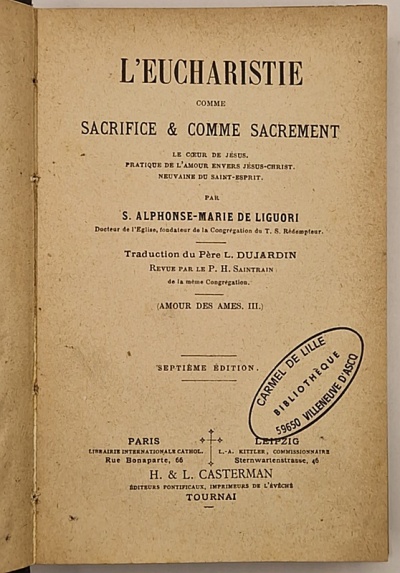 L'EUCHARISTIE
COMME
SACRIFICE & COMME SACREMENT
LE CŒUR DE JÉSUS.
PRATIQUE DE L'AMOUR ENVERS JÉSUS-CHRIST.
NEUVAINE DU SAINT-ESPRIT.
PAR
S. ALPHONSE-MARIE DE LIGUORI
Docteur de l'Église, fondateur de la Congrégation du T. S. Rédempteur.
Traduction du Père L. DUJARDIN
REVUE PAR LE P. H. SAINTRAIN
de la même Congrégation.
(AMOUR DES AMES. III.)
SEPTIÈME ÉDITION.
CARMEL DE LILLE
BIBLIOTHÈQUE
59650 VILLENEUVE D'ASCQ
PARIS
LIBRAIRIE INTERNATIONALE CATHOL.
Rue Bonaparte, 66
LEIPZIG
L.-A. KITTLER, COMMISSIONNAIRE
Sternwartenstrasse, 46
H. & L. CASTERMAN
ÉDITEURS PONTIFICAUX, IMPRIMEURS DE L'ÉVÊCHÉ
TOURNAI